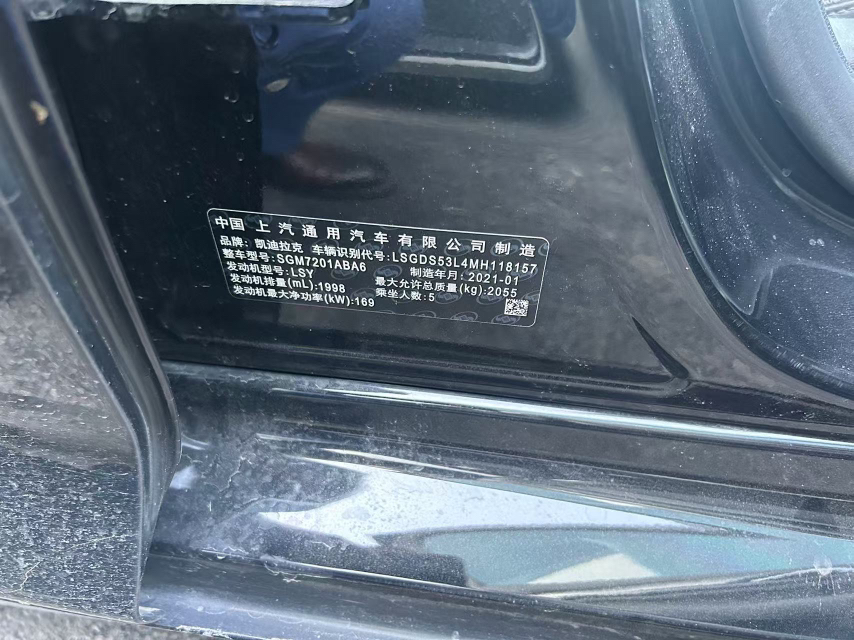 中国 上汽通用汽车有限公司制造
品牌：凯迪拉克 车辆识别代号：LSGDS53L4MH118157
整车型号：SGM7201ABA6 制造年月：2021-01
发动机型号：LSY 最大允许总质量(kg)：2055
发动机排量(mL)：1998 乘坐人数：5
发动机最大净功率(kW)：169